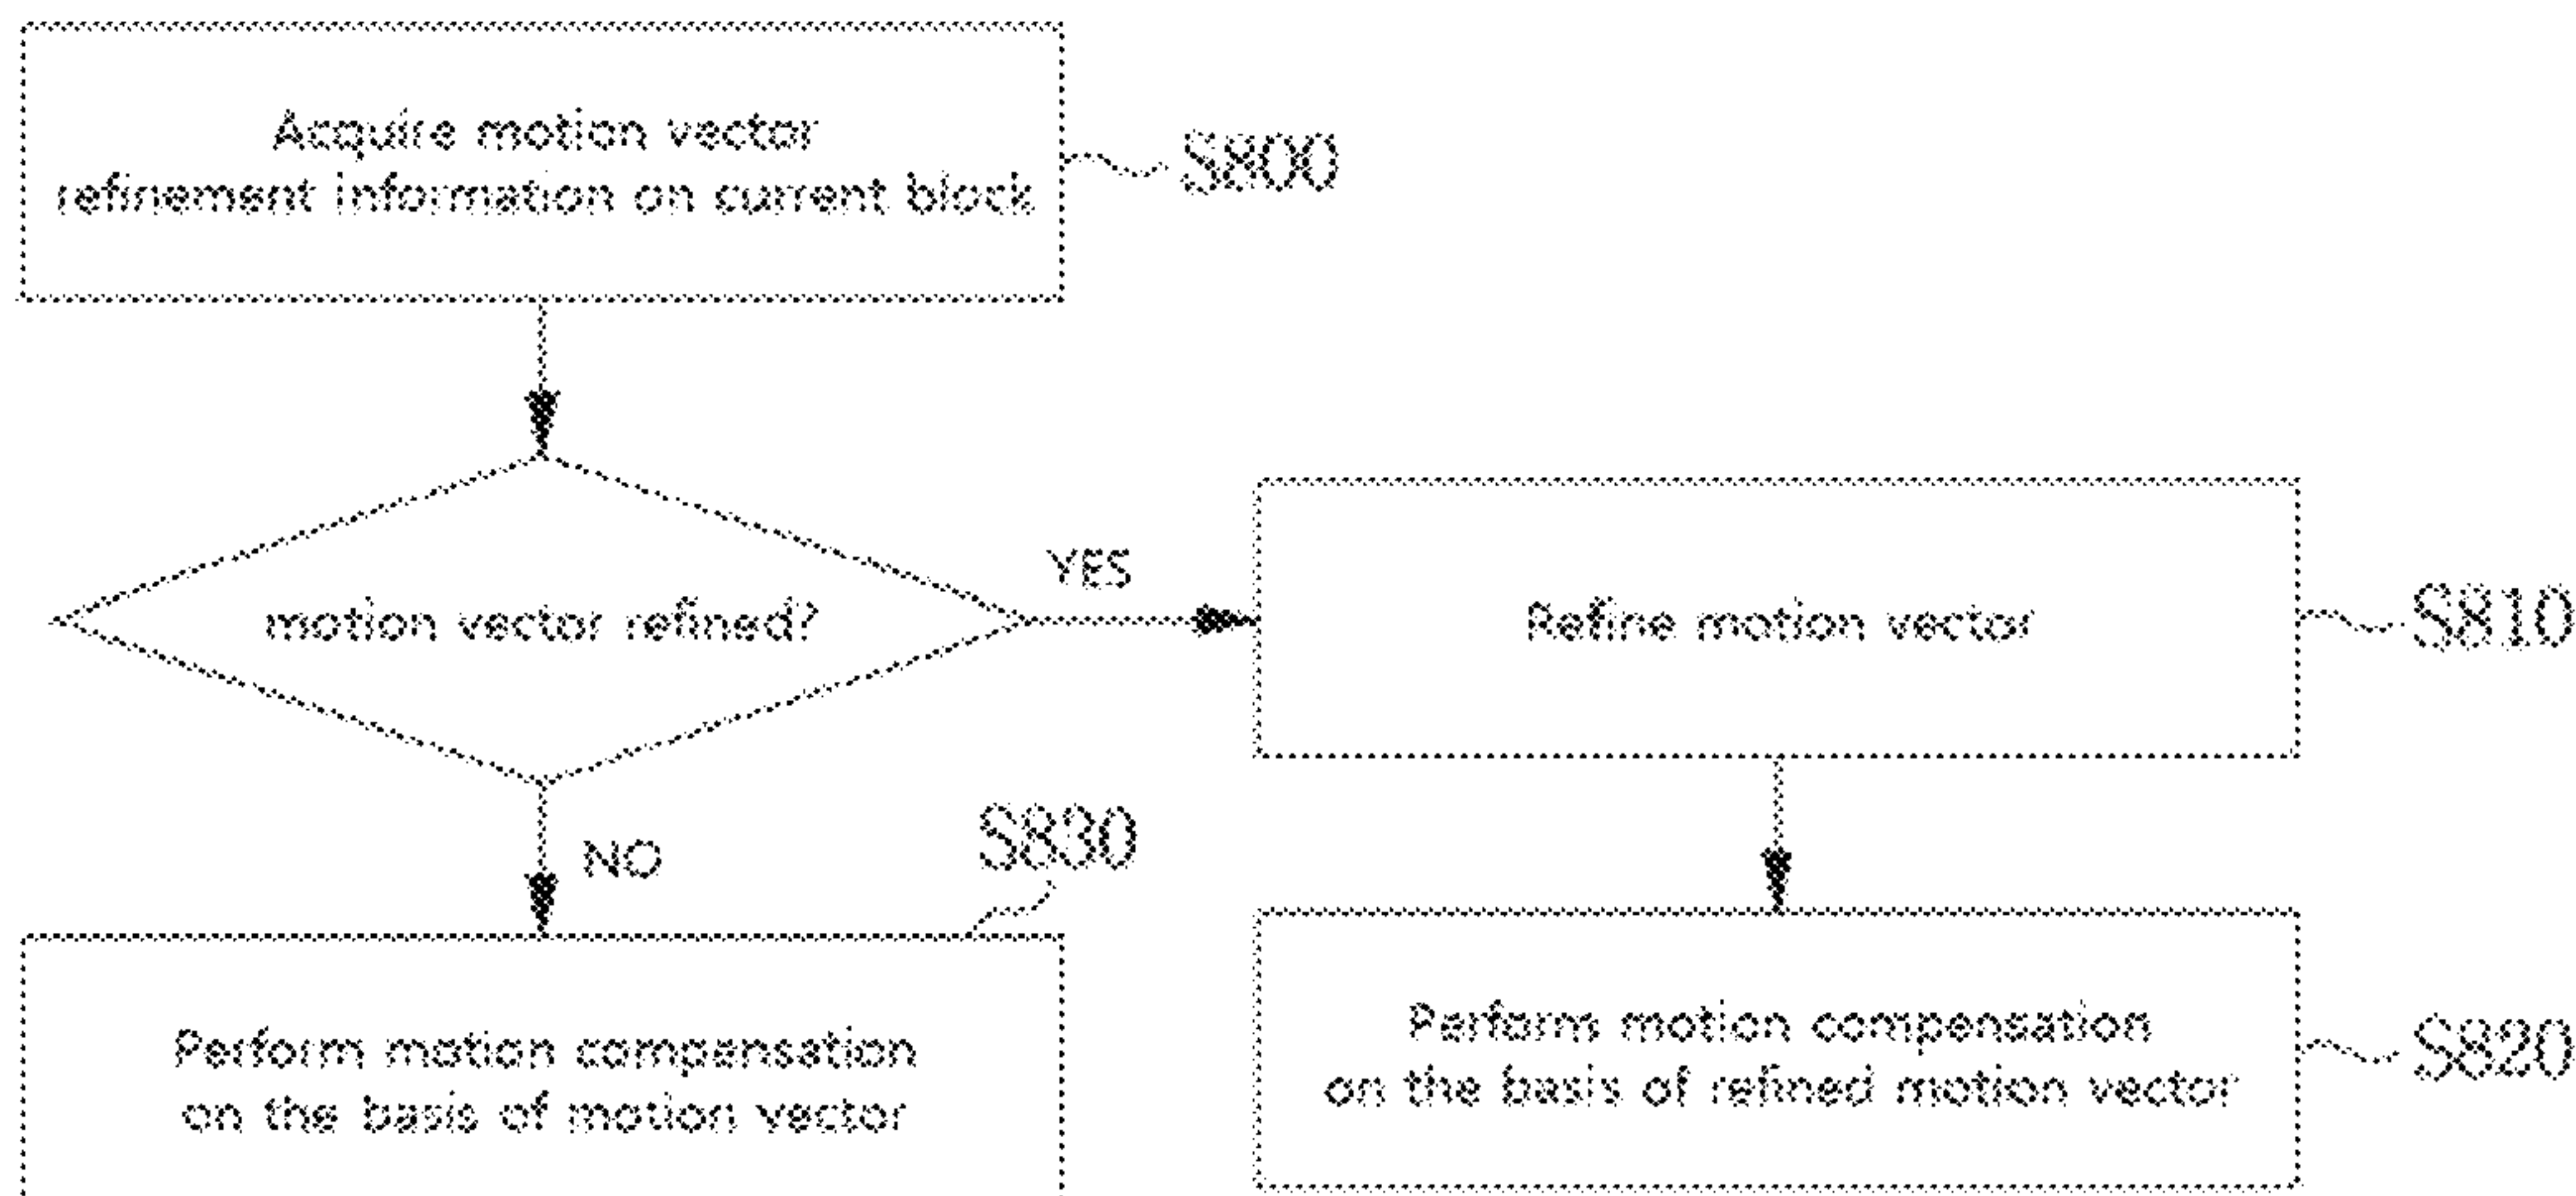 Acquire motion vector
refinement information on current block
S800
motion vector refined?
YES
Refine motion vector
S810
NO
S830
Perform motion compensation
on the basis of motion vector
Perform motion compensation
on the basis of refined motion vector
S820